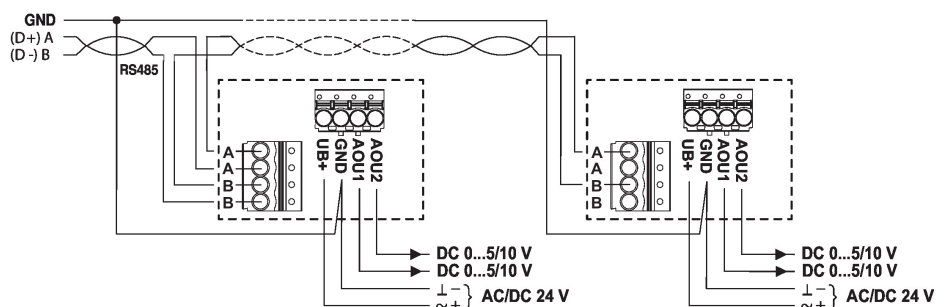 GND
(D+) A
(D-) B
RS485
A
A
B
B
UB+
GND
AOU1
AOU2
DC 0...5/10 V
DC 0...5/10 V
⊥ –
≂ +
} AC/DC 24 V
A
A
B
B
UB+
GND
AOU1
AOU2
DC 0...5/10 V
DC 0...5/10 V
⊥ –
≂ +
} AC/DC 24 V